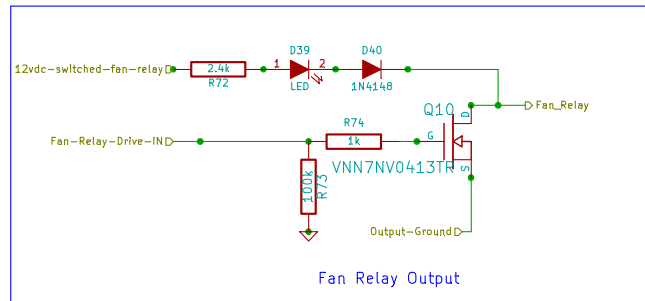 D39
D40
12vdc-switched-fan-relay
2.4k
1
2
R72
LED
1N4148
Q10
D
Fan_Relay
R74
Fan-Relay-Drive-IN
1k
G
VNN7NV0413TR
S
100k
R73
Output-Ground
Fan Relay Output